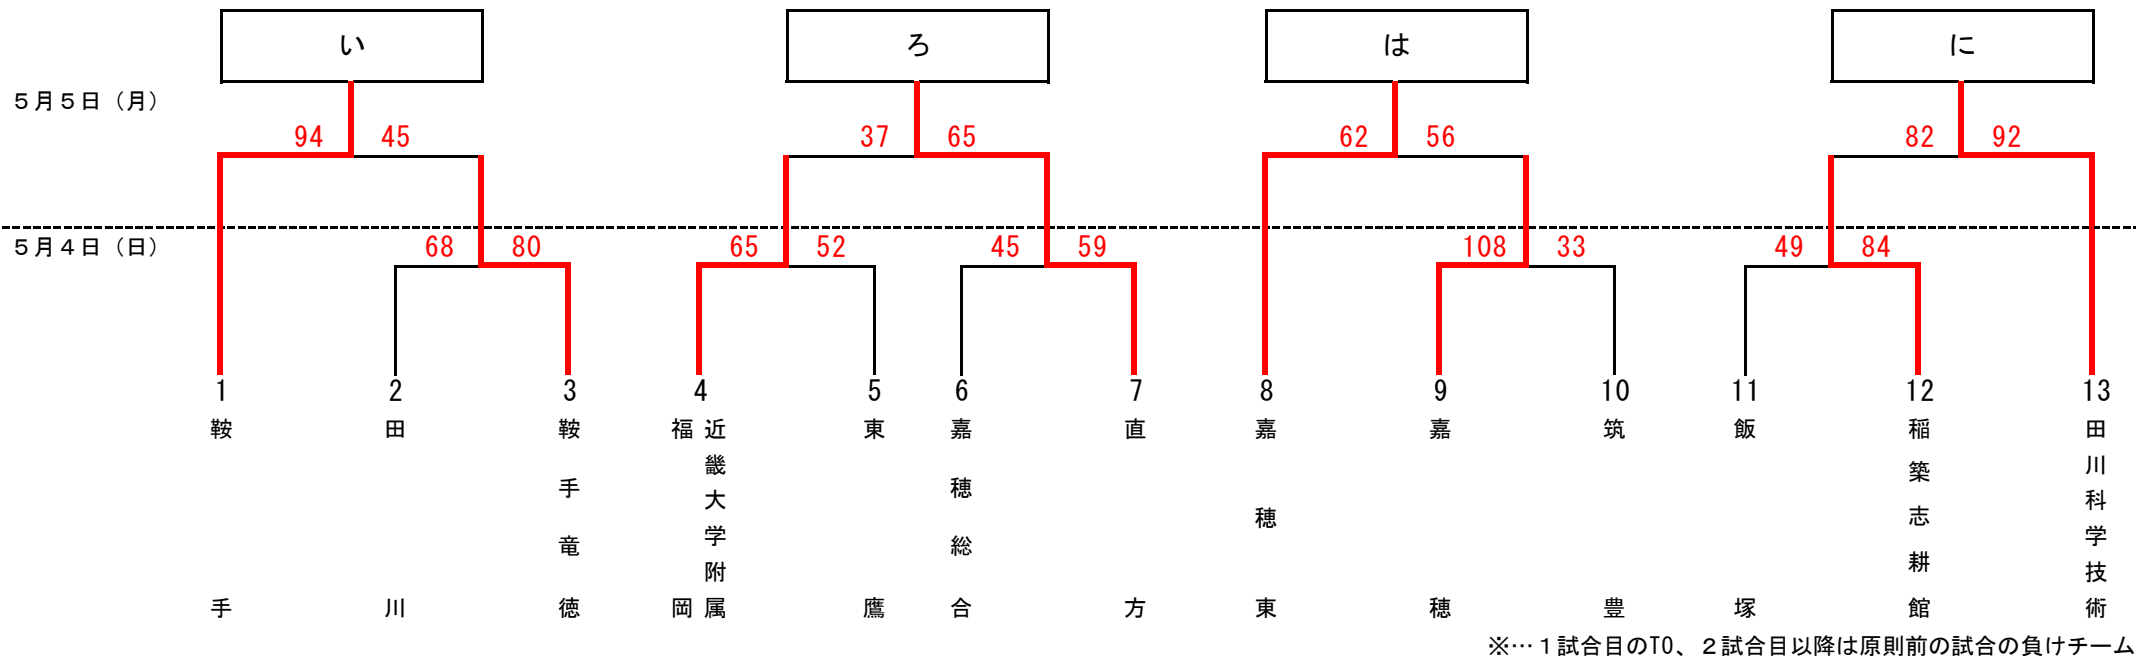 い
ろ
は
に
５月５日（月）
94 45
37 65
62 56
82 92
５月４日（日）
68 80
65 52
45 59
108 33
49 84
1
2
3
4
5
6
7
8
9
10
11
12
13
鞍手
田川
鞍手竜徳
近畿大学附属
福岡
東鷹
嘉穂総合
直方
嘉穂東
嘉穂
筑豊
飯塚
稲築志耕館
田川科学技術
※…１試合目のTO、２試合目以降は原則前の試合の負けチーム